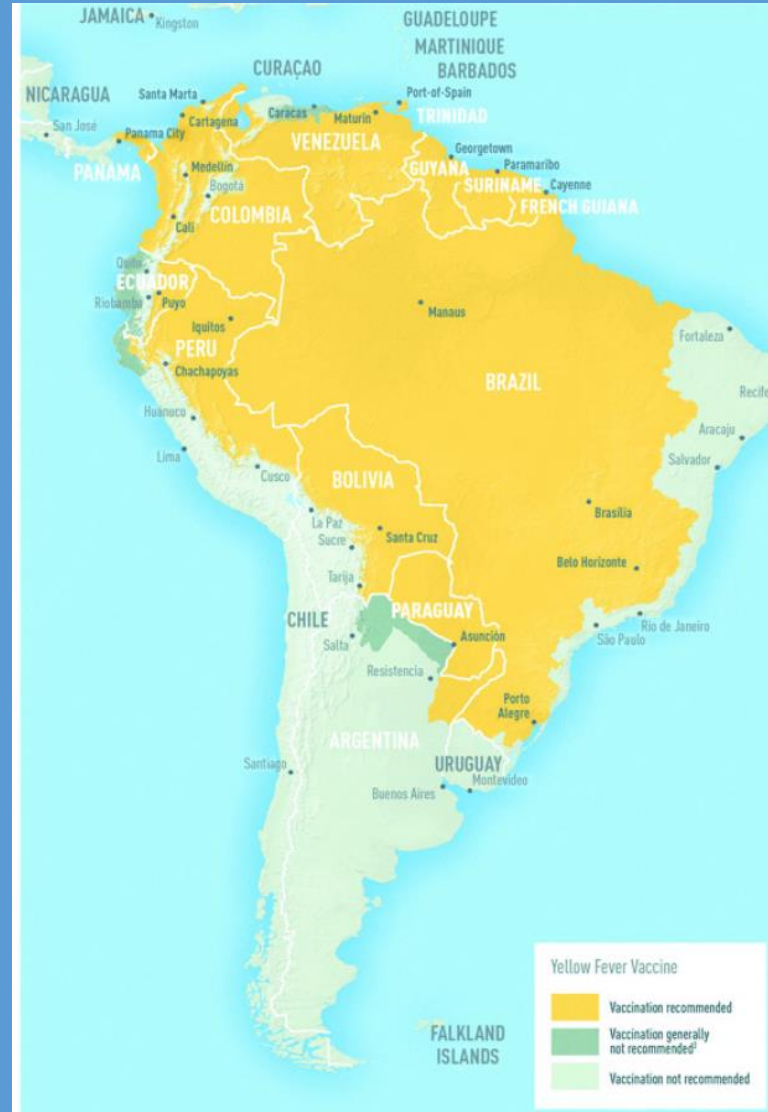 JAMAICA
Kingston
GUADELOUPE
MARTINIQUE
BARBADOS
CURAÇAO
NICARAGUA
San José
Santa Marta
Cartagena
Panama City
PANAMA
Caracas
Maturín
Port-of-Spain
TRINIDAD
VENEZUELA
Georgetown
GUYANA
Paramaribo
SURINAME
Cayenne
FRENCH GUIANA
Medellín
Bogotá
COLOMBIA
Cali
Quito
ECUADOR
Riobamba
Puyo
Iquitos
PERU
Chachapoyas
Manaus
BRAZIL
Fortaleza
Recife
Aracaju
Salvador
Huanuco
Lima
Cusco
BOLIVIA
La Paz
Sucre
Santa Cruz
Tarija
Brasília
Belo Horizonte
Rio de Janeiro
São Paulo
CHILE
PARAGUAY
Asunción
Salta
Resistencia
Porto
Alegre
ARGENTINA
URUGUAY
Santiago
Buenos Aires
Montevideo
FALKLAND
ISLANDS
Yellow Fever Vaccine
Vaccination recommended
Vaccination generally
not recommended³
Vaccination not recommended